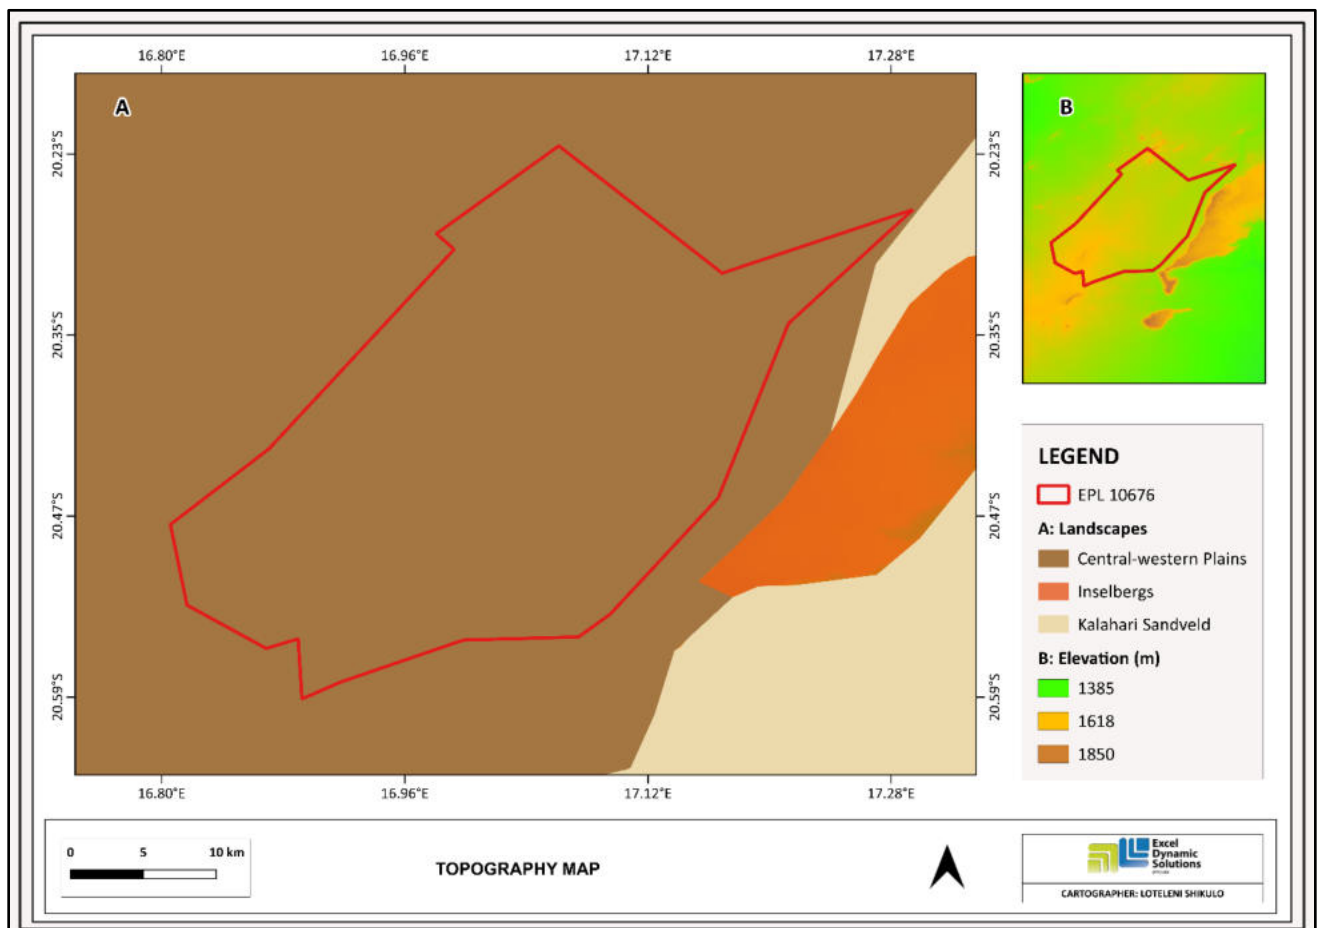 16.80°E 16.96°E 17.12°E 17.28°E
A
B
20.23°S 20.23°S
20.35°S 20.35°S
20.47°S 20.47°S
20.59°S 20.59°S
16.80°E 16.96°E 17.12°E 17.28°E
LEGEND
EPL 10676
A: Landscapes
Central-western Plains
Inselbergs
Kalahari Sandveld
B: Elevation (m)
1385
1618
1850
0 5 10 km
TOPOGRAPHY MAP
Excel
Dynamic
Solutions
CARTOGRAPHER: LOTELENI SHIKULO